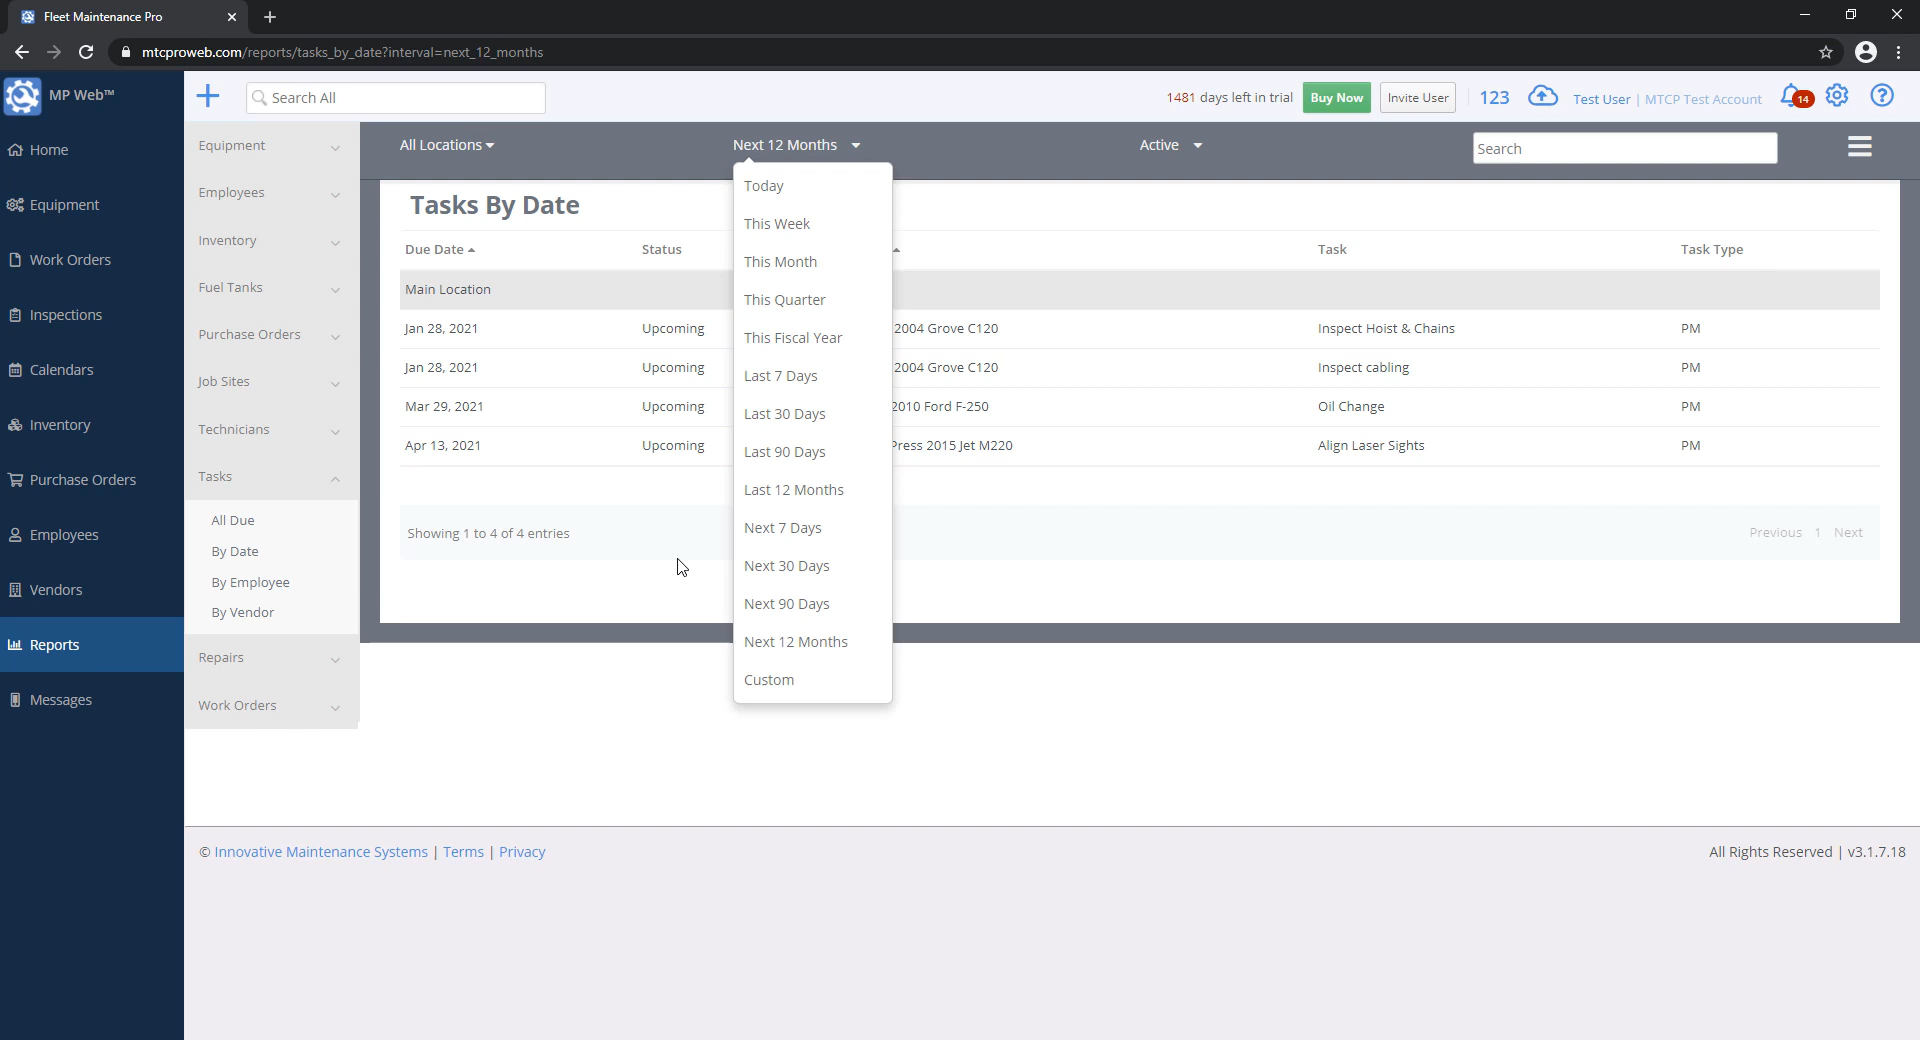 Fleet Maintenance Pro
mtcproweb.com/reports/tasks_by_date?interval=next_12_months
MP Web™
Search All
1481 days left in trial
Buy Now
Invite User
123
Test User | MTCP Test Account
14
Home
Equipment
Work Orders
Inspections
Calendars
Inventory
Purchase Orders
Employees
Vendors
Reports
Messages
Equipment
Employees
Inventory
Fuel Tanks
Purchase Orders
Job Sites
Technicians
Tasks
All Due
By Date
By Employee
By Vendor
Repairs
Work Orders
All Locations
Next 12 Months
Active
Search
Today
This Week
This Month
This Quarter
This Fiscal Year
Last 7 Days
Last 30 Days
Last 90 Days
Last 12 Months
Next 7 Days
Next 30 Days
Next 90 Days
Next 12 Months
Custom
Tasks By Date
Due Date Status Task Task Type
Main Location
Jan 28, 2021 Upcoming 2004 Grove C120 Inspect Hoist & Chains PM
Jan 28, 2021 Upcoming 2004 Grove C120 Inspect cabling PM
Mar 29, 2021 Upcoming 2010 Ford F-250 Oil Change PM
Apr 13, 2021 Upcoming Press 2015 Jet M220 Align Laser Sights PM
Showing 1 to 4 of 4 entries
Previous 1 Next
© Innovative Maintenance Systems | Terms | Privacy
All Rights Reserved | v3.1.7.18